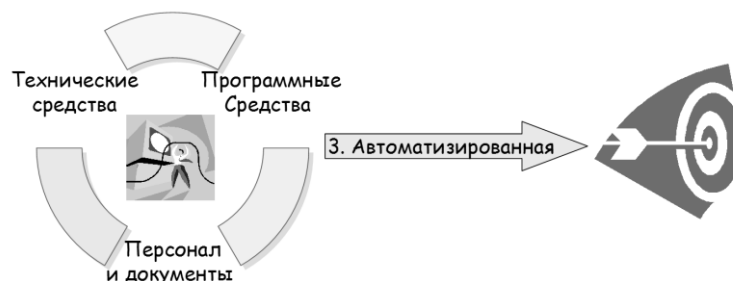 Технические
средства
Программные
Средства
3. Автоматизированная
Персонал
и документы